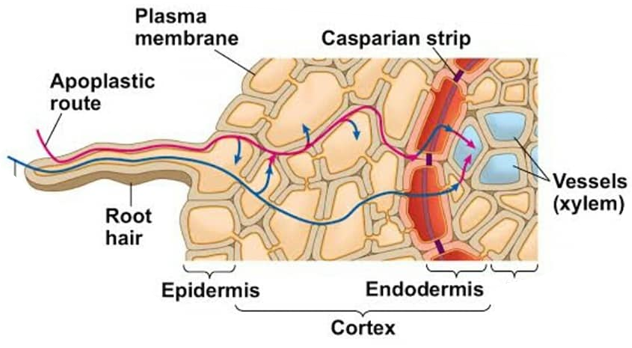 Plasma
membrane
Casparian strip
Apoplastic
route
Root
hair
Vessels
(xylem)
Epidermis
Endodermis
Cortex